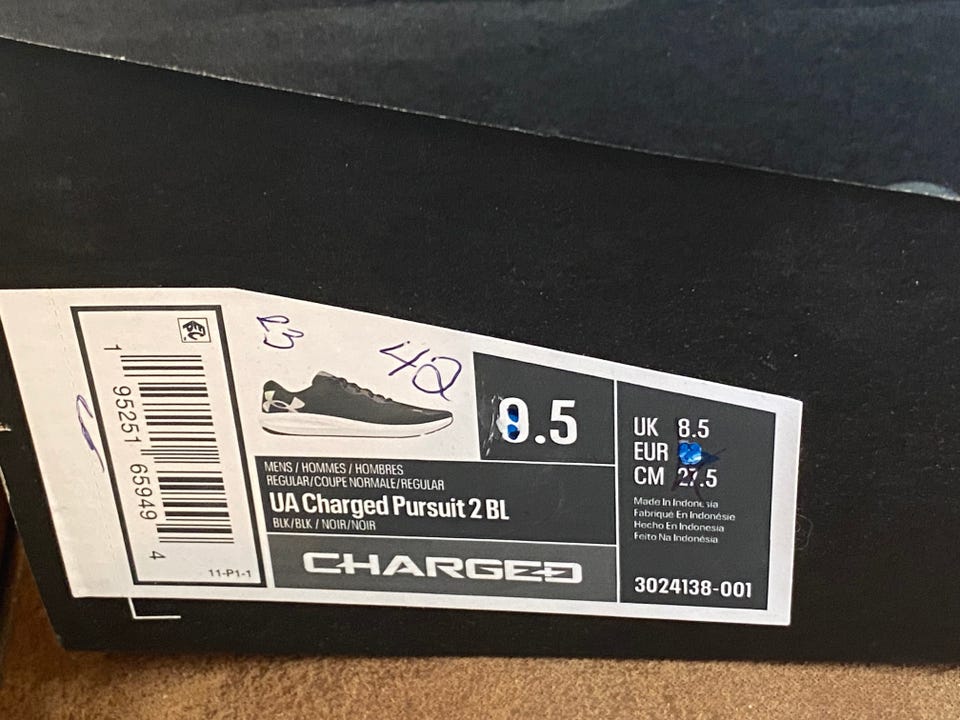 1 95251 65949 4
11-P1-1
42
.5
MENS / HOMMES / HOMBRES
REGULAR/COUPE NORMALE/REGULAR
UA Charged Pursuit 2 BL
BLK/BLK / NOIR/NOIR
CHARGED
UK 8.5
EUR
CM 27.5
Made In Indonesia
Fabriqué En Indonésie
Hecho En Indonesia
Feito Na Indonésia
3024138-001